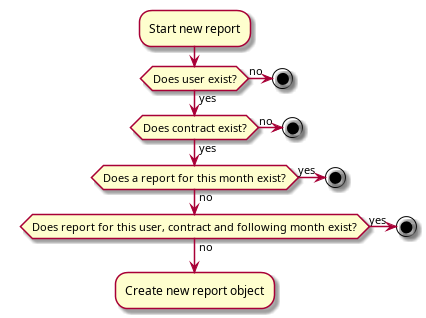 Start new report
Does user exist?
no
yes
Does contract exist?
no
yes
Does a report for this month exist?
yes
no
Does report for this user, contract and following month exist?
yes
no
Create new report object